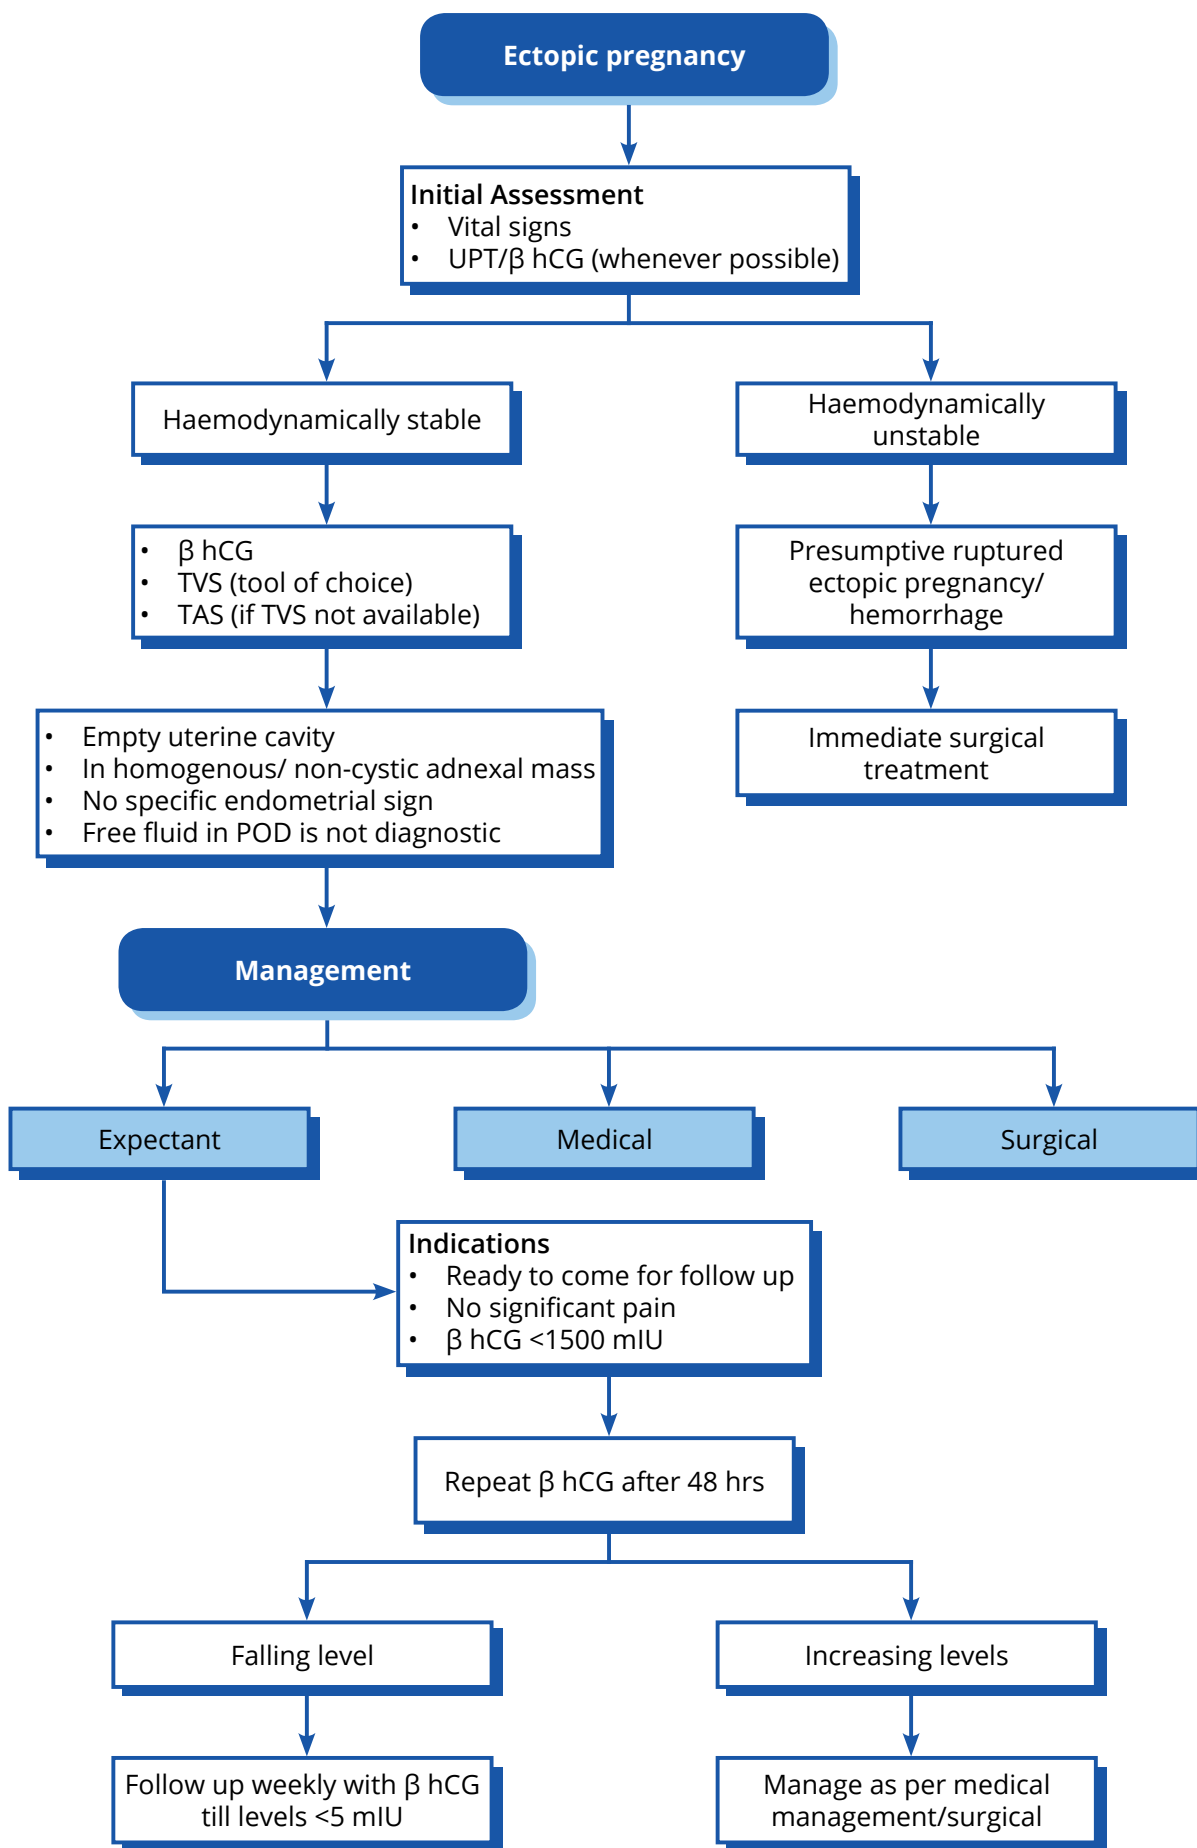 Ectopic pregnancy
Initial Assessment
• Vital signs
• UPT/β hCG (whenever possible)
Haemodynamically stable
Haemodynamically
unstable
• β hCG
• TVS (tool of choice)
• TAS (if TVS not available)
Presumptive ruptured
ectopic pregnancy/
hemorrhage
• Empty uterine cavity
• In homogenous/ non-cystic adnexal mass
• No specific endometrial sign
• Free fluid in POD is not diagnostic
Immediate surgical
treatment
Management
Expectant
Medical
Surgical
Indications
• Ready to come for follow up
• No significant pain
• β hCG <1500 mIU
Repeat β hCG after 48 hrs
Falling level
Increasing levels
Follow up weekly with β hCG
till levels <5 mIU
Manage as per medical
management/surgical